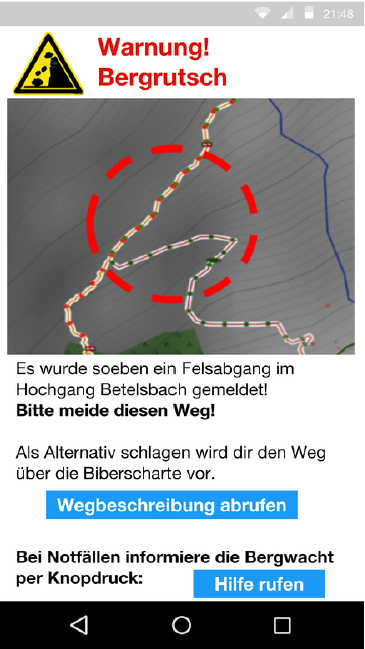 21:48
Warnung!
Bergrutsch
Es wurde soeben ein Felsabgang im
Hochgang Betelsbach gemeldet!
Bitte meide diesen Weg!
Als Alternativ schlagen wird dir den Weg
über die Biberscharte vor.
Wegbeschreibung abrufen
Bei Notfällen informiere die Bergwacht
per Knopdruck:
Hilfe rufen